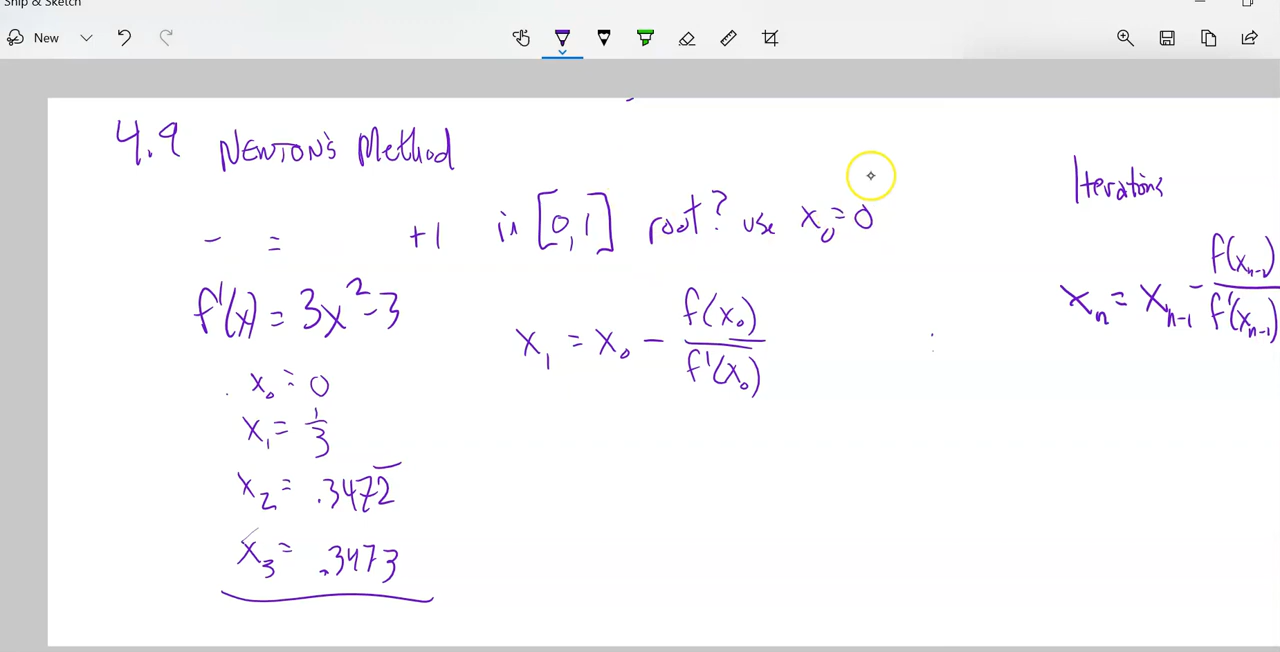 Snip & Sketch
New
4.9 NEWTON'S Method
- = +1 in [0,1] root? use x₀=0
Iterations
f'(x) = 3x²-3
x₁ = x₀ - f(x₀)/f'(x₀)
xₙ = xₙ₋₁ - f(xₙ₋₁)/f'(xₙ₋₁)
x₀ = 0
x₁ = 1/3
x₂ = .3472̅
x₃ = .3473